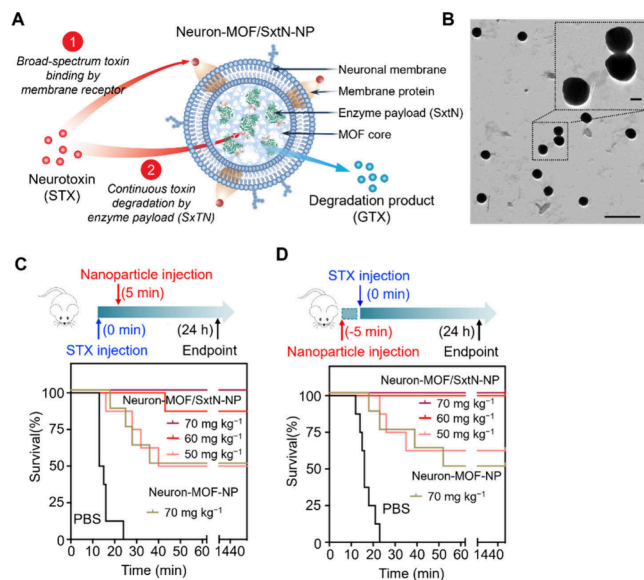 A
Neuron-MOF/SxtN-NP
1
Broad-spectrum toxin
binding by
membrane receptor
Neuronal membrane
Membrane protein
Enzyme payload (SxtN)
MOF core
Neurotoxin
(STX)
2
Continuous toxin
degradation by
enzyme payload (SxTN)
Degradation product
(GTX)
B
C
Nanoparticle injection
(5 min)
(0 min)
(24 h)
STX injection
Endpoint
Survival(%)
100
75
50
25
0
Neuron-MOF/SxtN-NP
70 mg kg⁻¹
60 mg kg⁻¹
50 mg kg⁻¹
Neuron-MOF-NP
70 mg kg⁻¹
PBS
0 10 20 30 40 50 60 1440
Time (min)
D
STX injection
(0 min)
(-5 min)
(24 h)
Nanoparticle injection
Endpoint
Survival(%)
100
75
50
25
0
Neuron-MOF/SxtN-NP
70 mg kg⁻¹
60 mg kg⁻¹
50 mg kg⁻¹
Neuron-MOF-NP
70 mg kg⁻¹
PBS
0 10 20 30 40 50 60 1440
Time (min)